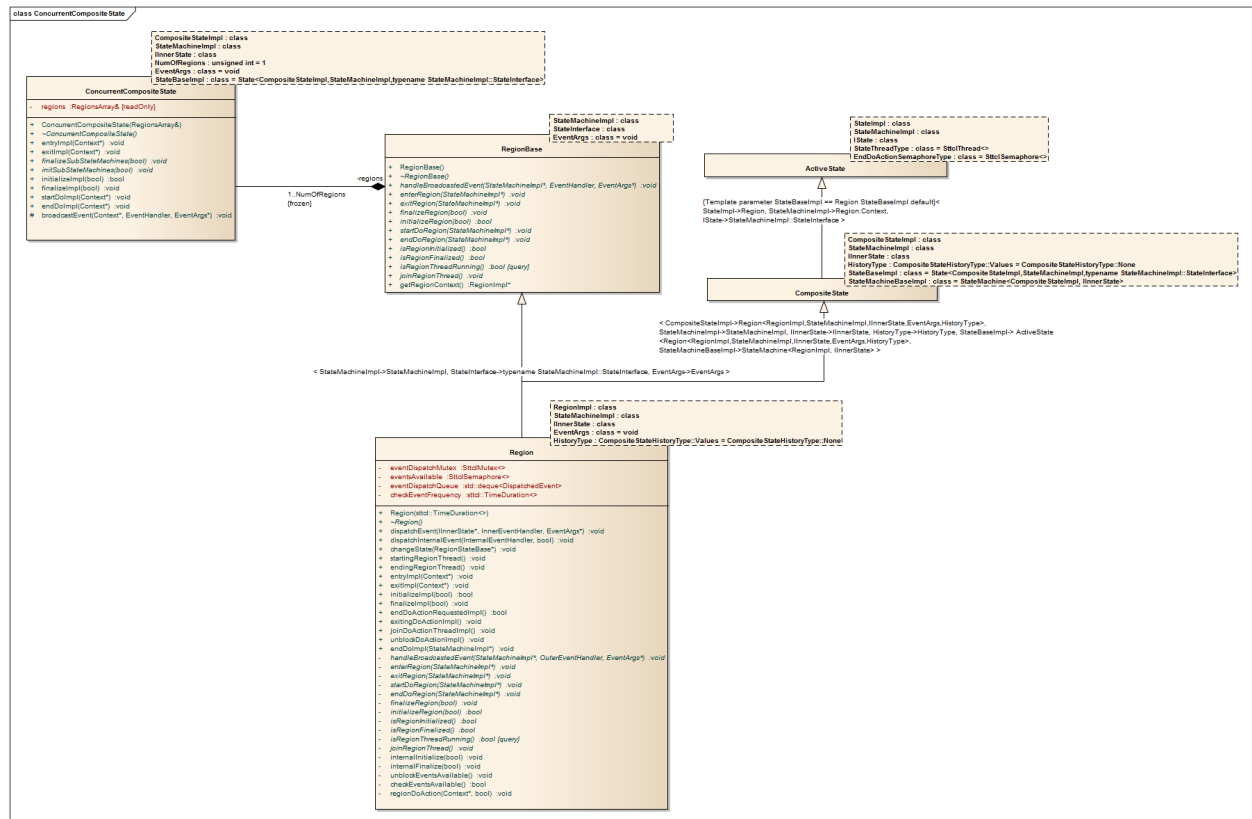 class ConcurrentCompositeState
CompositeStateImpl : class
StateMachineImpl : class
IInnerState : class
NumOfRegions : unsigned int = 1
EventArgs : class = void
StateBaseImpl : class = State<CompositeStateImpl,StateMachineImpl,typename StateMachineImpl::StateInterface>
ConcurrentCompositeState
- regions :RegionsArray& {readOnly}
+ ConcurrentCompositeState(RegionsArray&)
+ ~ConcurrentCompositeState()
+ entryImpl(Context*) :void
+ exitImpl(Context*) :void
+ finalizeSubStateMachines(bool) :void
+ initSubStateMachines(bool) :void
+ initializeImpl(bool) :bool
+ finalizeImpl(bool) :void
+ startDoImpl(Context*) :void
+ endDoImpl(Context*) :void
# broadcastEvent(Context*, EventHandler, EventArgs*) :void
-regions
1..NumOfRegions
{frozen}
StateMachineImpl : class
StateInterface : class
EventArgs : class = void
RegionBase
+ RegionBase()
+ ~RegionBase()
+ handleBroadcastedEvent(StateMachineImpl*, EventHandler, EventArgs*) :void
+ enterRegion(StateMachineImpl*) :void
+ exitRegion(StateMachineImpl*) :void
+ finalizeRegion(bool) :void
+ initializeRegion(bool) :bool
+ startDoRegion(StateMachineImpl*) :void
+ endDoRegion(StateMachineImpl*) :void
+ isRegionInitialized() :bool
+ isRegionFinalized() :bool
+ isRegionThreadRunning() :bool {query}
+ joinRegionThread() :void
+ getRegionContext() :RegionImpl*
StateImpl : class
StateMachineImpl : class
IState : class
StateThreadType : class = SttclThread<>
EndDoActionSemaphoreType : class = SttclSemaphore<>
ActiveState
{Template parameter StateBaseImpl == Region StateBaseImpl default}<
StateImpl->Region, StateMachineImpl->Region.Context,
IState->StateMachineImpl::StateInterface >
CompositeStateImpl : class
StateMachineImpl : class
IInnerState : class
HistoryType : CompositeStateHistoryType::Values = CompositeStateHistoryType::None
StateBaseImpl : class = State<CompositeStateImpl,StateMachineImpl,typename StateMachineImpl::StateInterface>
StateMachineBaseImpl : class = StateMachine<CompositeStateImpl, IInnerState>
CompositeState
< CompositeStateImpl->Region<RegionImpl,StateMachineImpl,IInnerState,EventArgs,HistoryType>,
StateMachineImpl->StateMachineImpl, IInnerState->IInnerState, HistoryType->HistoryType, StateBaseImpl-> ActiveState
<Region<RegionImpl,StateMachineImpl,IInnerState,EventArgs,HistoryType>,
StateMachineBaseImpl->StateMachine<RegionImpl, IInnerState> >
< StateMachineImpl->StateMachineImpl, StateInterface->typename StateMachineImpl::StateInterface, EventArgs->EventArgs >
RegionImpl : class
StateMachineImpl : class
IInnerState : class
EventArgs : class = void
HistoryType : CompositeStateHistoryType::Values = CompositeStateHistoryType::None
Region
- eventDispatchMutex :SttclMutex<>
- eventsAvailable :SttclSemaphore<>
- eventDispatchQueue :std::deque<DispatchedEvent>
- checkEventFrequency :sttcl::TimeDuration<>
+ Region(sttcl::TimeDuration<>)
+ ~Region()
+ dispatchEvent(IInnerState*, InnerEventHandler, EventArgs*) :void
+ dispatchInternalEvent(InternalEventHandler, bool) :void
+ changeState(RegionStateBase*) :void
+ startingRegionThread() :void
+ endingRegionThread() :void
+ entryImpl(Context*) :void
+ exitImpl(Context*) :void
+ initializeImpl(bool) :bool
+ finalizeImpl(bool) :void
+ endDoActionRequestedImpl() :bool
+ exitingDoActionImpl() :void
+ joinDoActionThreadImpl() :void
+ unblockDoActionImpl() :void
+ endDoImpl(StateMachineImpl*) :void
- handleBroadcastedEvent(StateMachineImpl*, OuterEventHandler, EventArgs*) :void
- enterRegion(StateMachineImpl*) :void
- exitRegion(StateMachineImpl*) :void
- startDoRegion(StateMachineImpl*) :void
- endDoRegion(StateMachineImpl*) :void
- finalizeRegion(bool) :void
- initializeRegion(bool) :bool
- isRegionInitialized() :bool
- isRegionFinalized() :bool
- isRegionThreadRunning() :bool {query}
- joinRegionThread() :void
- internalInitialize(bool) :void
- internalFinalize(bool) :void
- unblockEventsAvailable() :void
- checkEventsAvailable() :bool
- regionDoAction(Context*, bool) :void